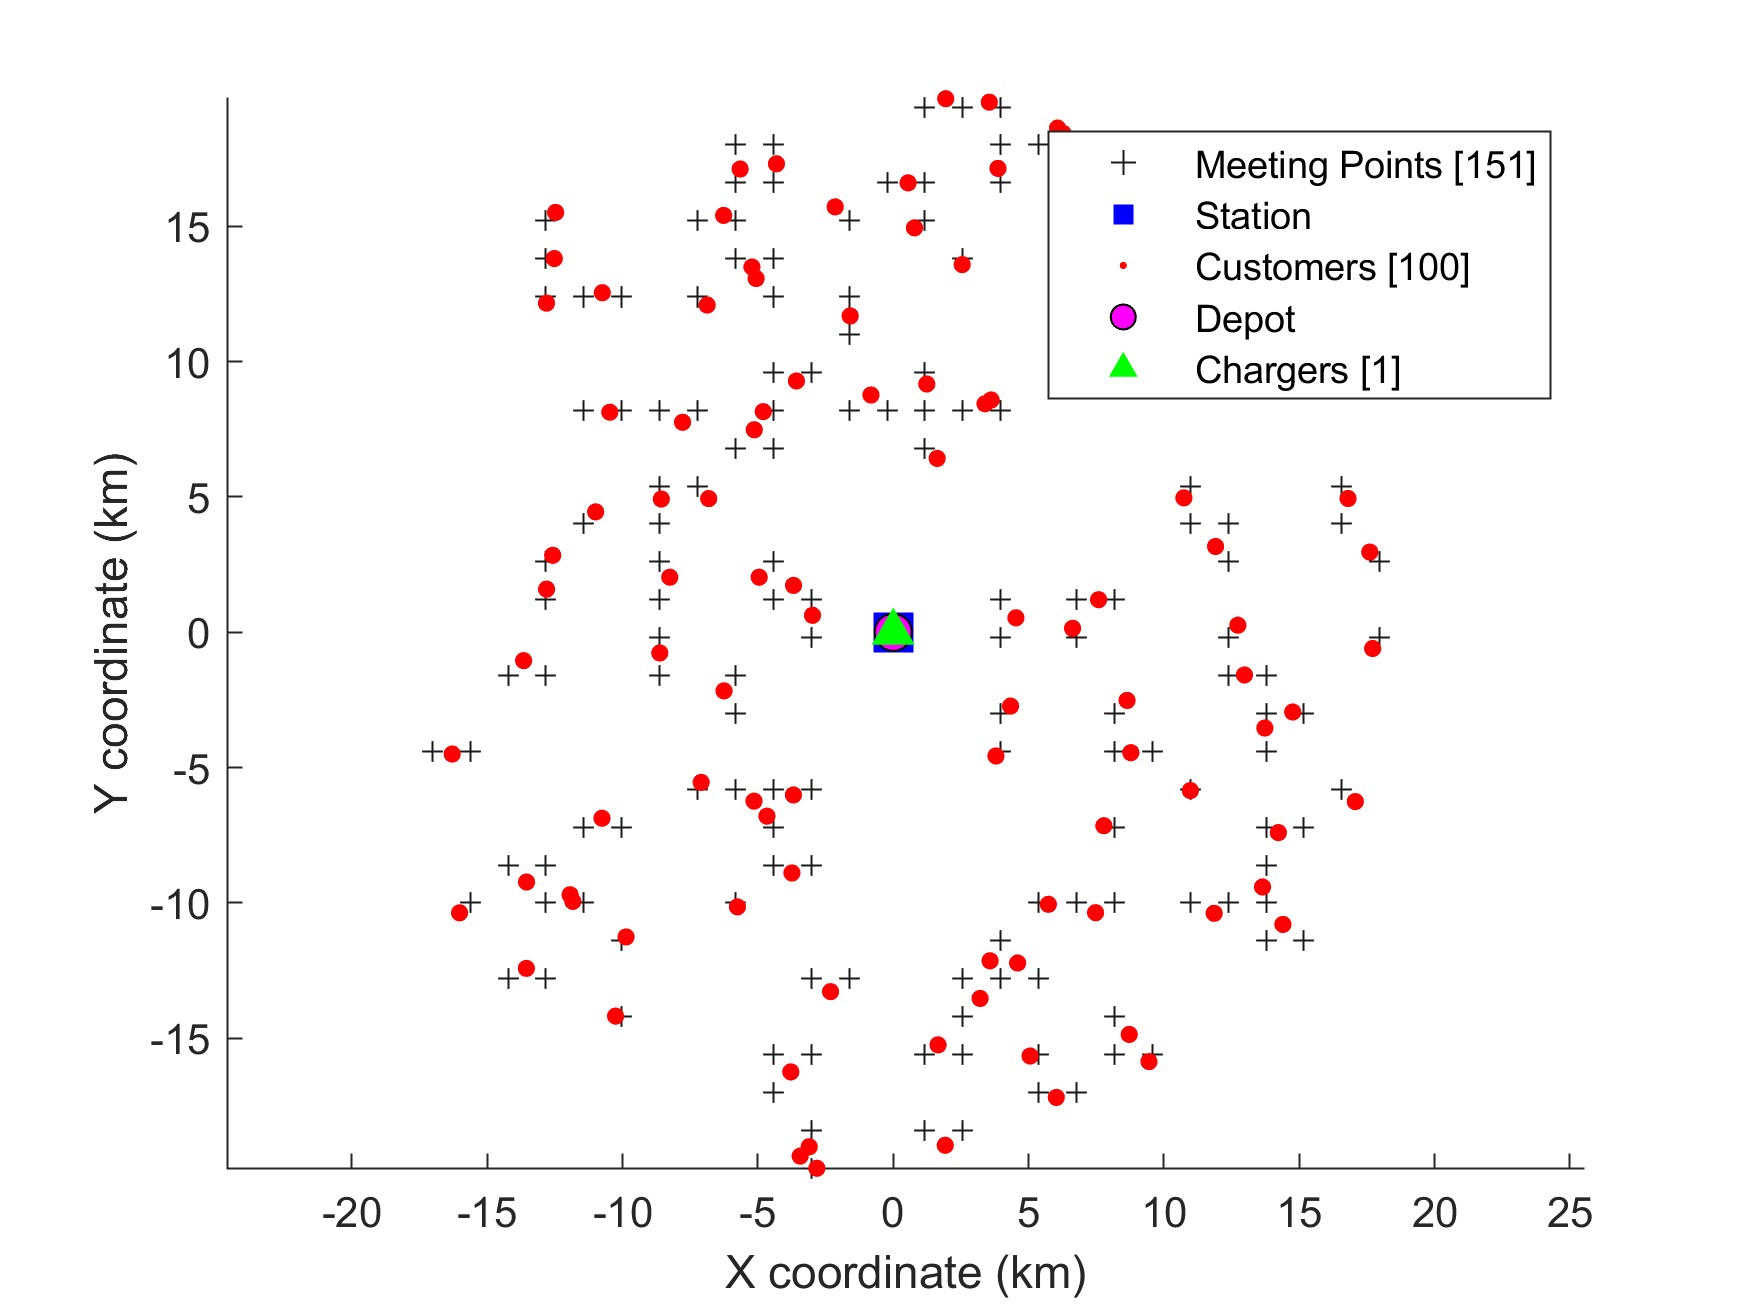 Meeting Points [151]
Station
Customers [100]
Depot
Chargers [1]
15
10
5
0
-5
-10
-15
Y coordinate (km)
-20 -15 -10 -5 0 5 10 15 20 25
X coordinate (km)